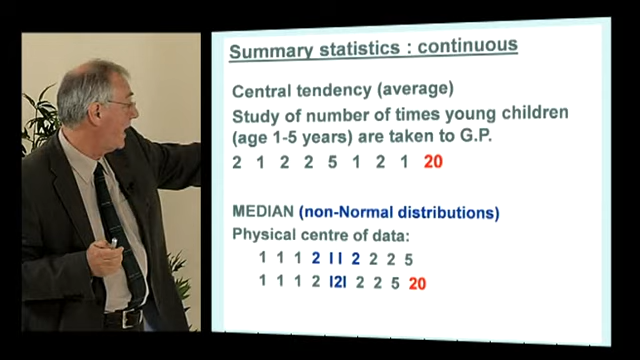 Summary statistics : continuous
Central tendency (average)
Study of number of times young children
(age 1-5 years) are taken to G.P.
2 1 2 2 5 1 2 1 20
MEDIAN (non-Normal distributions)
Physical centre of data:
1 1 1 2 | | 2 2 2 5
1 1 1 2 |2| 2 2 5 20